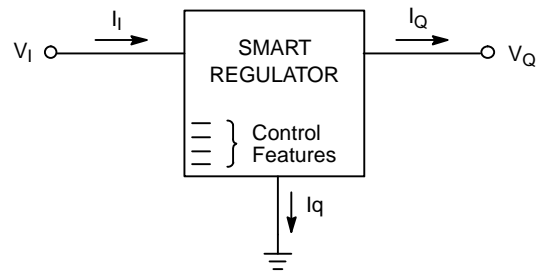 I_I
I_Q
V_I
SMART
REGULATOR
V_Q
Control
Features
Iq